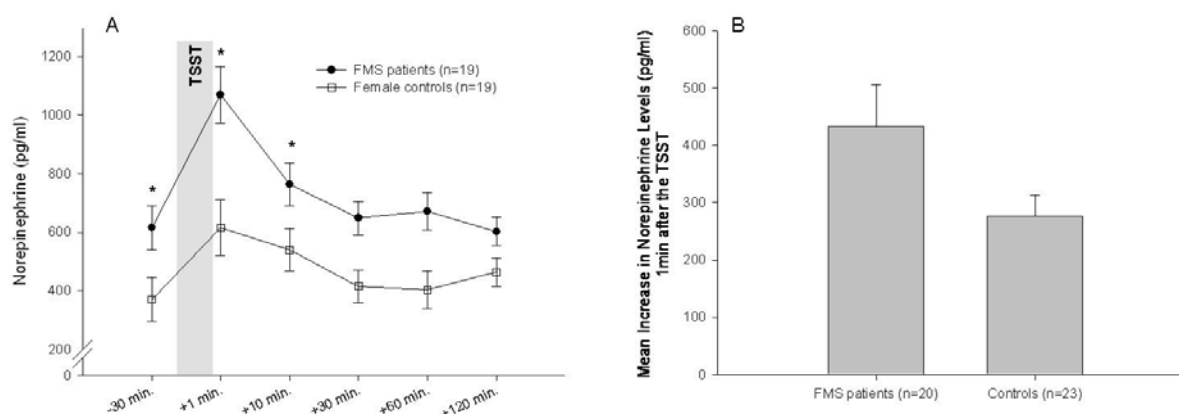 A
TSST
FMS patients (n=19)
Female controls (n=19)
Norepinephrine (pg/ml)
1200
1000
800
600
400
200
0
*
*
*
-30 min.
+1 min.
+10 min.
+30 min.
+60 min.
+120 min.
B
Mean Increase in Norepinephrine Levels (pg/ml)
1min after the TSST
600
500
400
300
200
100
0
FMS patients (n=20)
Controls (n=23)